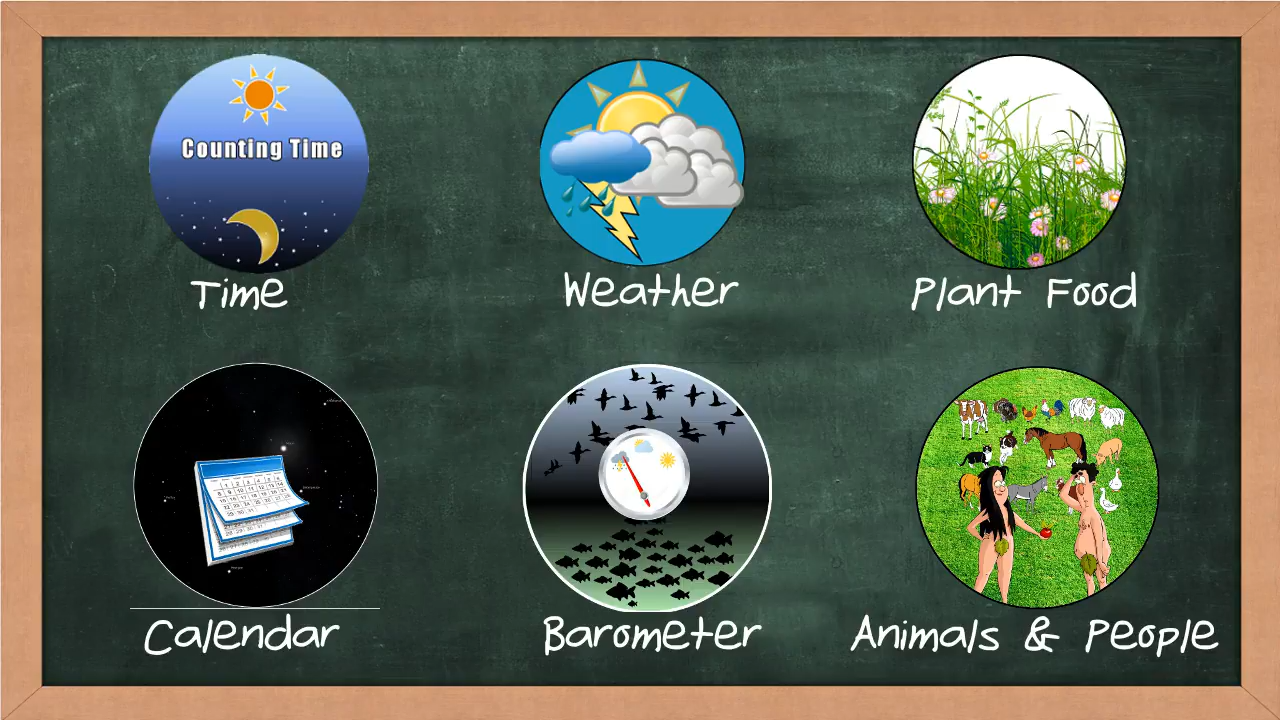 Counting Time
Time
Weather
Plant Food
Calendar
Barometer
Animals & People